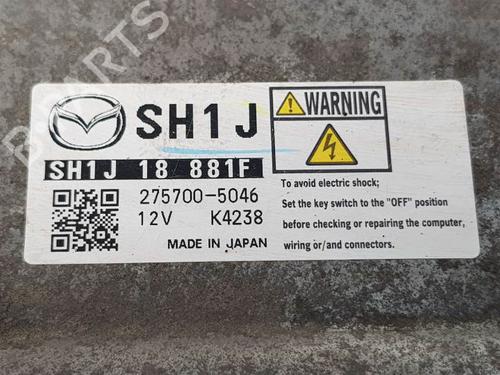 PARTS
SH1J
SH1J 18 881F
275700-5046
12V K4238
MADE IN JAPAN
WARNING
To avoid electric shock;
Set the key switch to the "OFF" position
before checking or repairing the computer,
wiring or/and connectors.